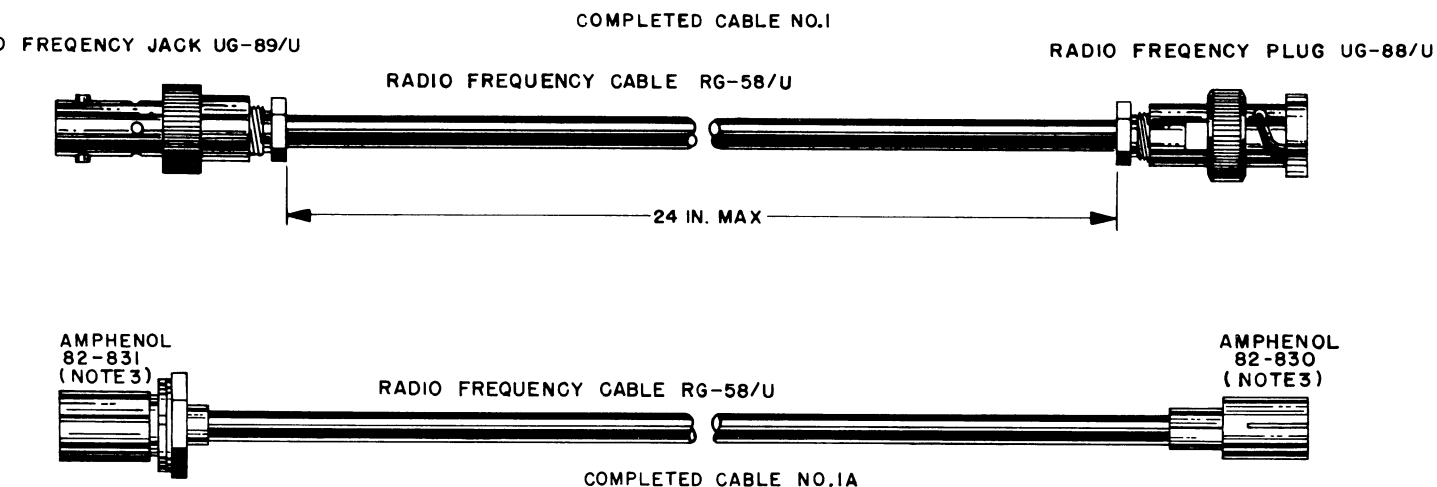 COMPLETED CABLE NO.1
FREQENCY JACK UG-89/U
RADIO FREQENCY PLUG UG-88/U
RADIO FREQUENCY CABLE RG-58/U
24 IN. MAX
AMPHENOL
82-831
(NOTE3)
AMPHENOL
82-830
(NOTE3)
RADIO FREQUENCY CABLE RG-58/U
COMPLETED CABLE NO.1A